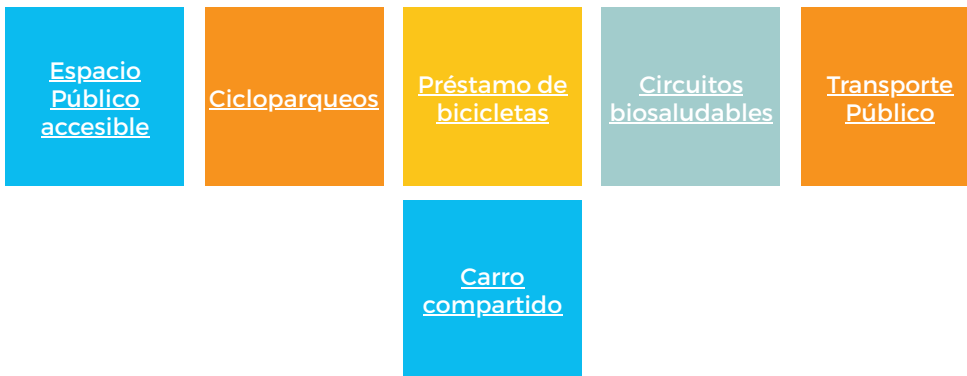 Espacio
Público
accesible
Cicloparqueos
Préstamo de
bicicletas
Circuitos
biosaludables
Transporte
Público
Carro
compartido